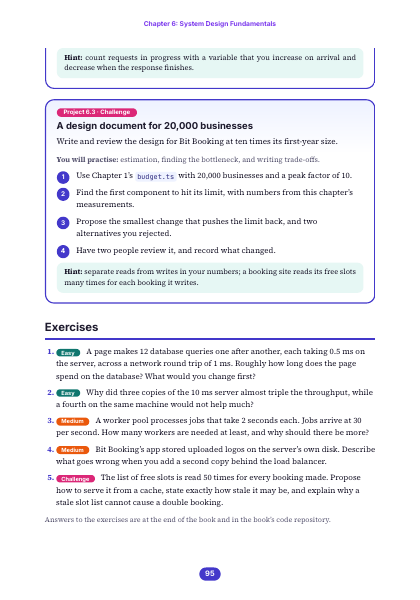 Chapter 6: System Design Fundamentals
Hint: count requests in progress with a variable that you increase on arrival and
decrease when the response finishes.
Project 6.3 · Challenge
A design document for 20,000 businesses
Write and review the design for Bit Booking at ten times its first-year size.
You will practise: estimation, finding the bottleneck, and writing trade-offs.
1 Use Chapter 1's budget.ts with 20,000 businesses and a peak factor of 10.
2 Find the first component to hit its limit, with numbers from this chapter's
measurements.
3 Propose the smallest change that pushes the limit back, and two
alternatives you rejected.
4 Have two people review it, and record what changed.
Hint: separate reads from writes in your numbers; a booking site reads its free slots
many times for each booking it writes.
Exercises
1. Easy A page makes 12 database queries one after another, each taking 0.5 ms on
the server, across a network round trip of 1 ms. Roughly how long does the page
spend on the database? What would you change first?
2. Easy Why did three copies of the 10 ms server almost triple the throughput, while
a fourth on the same machine would not help much?
3. Medium A worker pool processes jobs that take 2 seconds each. Jobs arrive at 30
per second. How many workers are needed at least, and why should there be more?
4. Medium Bit Booking's app stored uploaded logos on the server's own disk. Describe
what goes wrong when you add a second copy behind the load balancer.
5. Challenge The list of free slots is read 50 times for every booking made. Propose
how to serve it from a cache, state exactly how stale it may be, and explain why a
stale slot list cannot cause a double booking.
Answers to the exercises are at the end of the book and in the book's code repository.
95